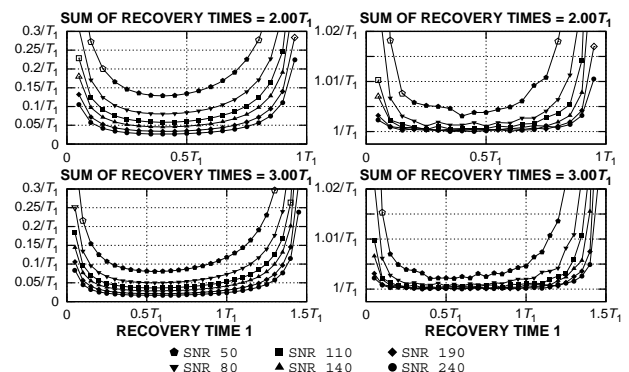 SUM OF RECOVERY TIMES = 2.00T₁
SUM OF RECOVERY TIMES = 2.00T₁
0.3/T₁
0.25/T₁
0.2/T₁
0.15/T₁
0.1/T₁
0.05/T₁
0
0
0.5T₁
1T₁
1.02/T₁
1.01/T₁
1/T₁
0
0.5T₁
1T₁
SUM OF RECOVERY TIMES = 3.00T₁
SUM OF RECOVERY TIMES = 3.00T₁
0.3/T₁
0.25/T₁
0.2/T₁
0.15/T₁
0.1/T₁
0.05/T₁
0
0
0.5T₁
1T₁
1.5T₁
1.02/T₁
1.01/T₁
1/T₁
0
0.5T₁
1T₁
1.5T₁
RECOVERY TIME 1
RECOVERY TIME 1
SNR 50
SNR 110
SNR 190
SNR 80
SNR 140
SNR 240